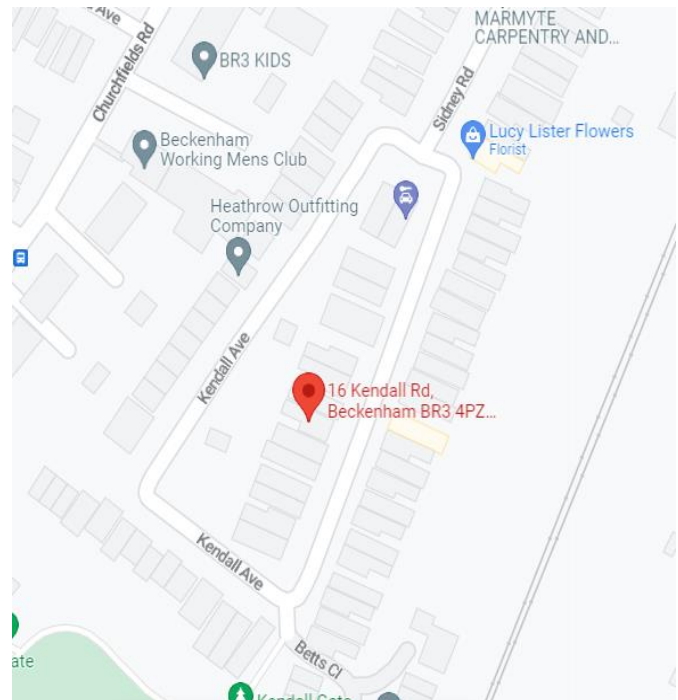 Ave
MARMYTE
CARPENTRY AND...
Churchfields Rd
BR3 KIDS
Sidney Rd
Lucy Lister Flowers
Florist
Beckenham
Working Mens Club
Heathrow Outfitting
Company
Kendall Ave
16 Kendall Rd,
Beckenham BR3 4PZ...
Kendall Ave
Betts Cl
ate